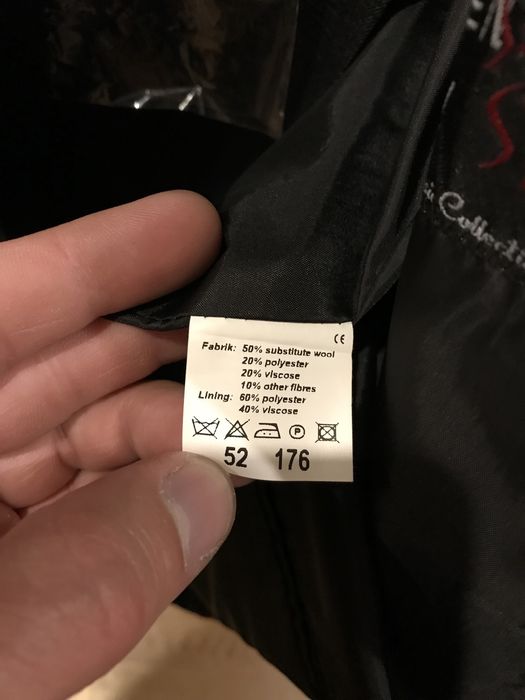 CE
Fabrik: 50% substitute wool
20% polyester
20% viscose
10% other fibres
Lining: 60% polyester
40% viscose
P
52 176
Collection